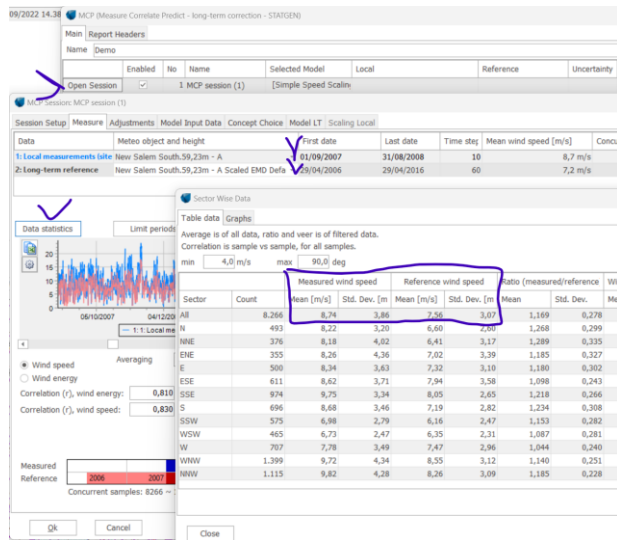 09/2022 14.38
MCP (Measure Correlate Predict - long-term correction - STATGEN)
Main Report Headers
Name Demo
Enabled No Name Selected Model Local Reference Uncertainty
Open Session 1 MCP session (1) [Simple Speed Scaling
MCP Session: MCP session (1)
Session Setup Measure Adjustments Model Input Data Concept Choice Model LT Scaling Local
Data Meteo object and height First date Last date Time step Mean wind speed [m/s] Concu
1: Local measurements (site New Salem South.59,23m - A 01/09/2007 31/08/2008 10 8,7 m/s
2: Long-term reference New Salem South.59,23m - A Scaled EMD Defa 29/04/2006 29/04/2016 60 7,2 m/s
Data statistics Limit periods
Sector Wise Data
Table data Graphs
Average is of all data, ratio and veer is of filtered data.
Correlation is sample vs sample, for all samples.
min 4,0 m/s max 90,0 deg
Measured wind speed Reference wind speed Ratio (measured/reference Wi
Sector Count Mean [m/s] Std. Dev. [m Mean [m/s] Std. Dev. [m Mean Std. Dev. Me
All 8.266 8,74 3,86 7,56 3,07 1,169 0,278
N 493 8,22 3,20 6,60 2,60 1,268 0,299
NNE 376 8,18 4,02 6,41 3,17 1,289 0,335
ENE 355 8,26 4,36 7,02 3,39 1,185 0,327
E 500 8,34 3,63 7,32 3,10 1,180 0,302
ESE 611 8,62 3,71 7,94 3,58 1,098 0,243
SSE 974 9,75 3,34 8,05 2,65 1,218 0,266
S 696 8,68 3,46 7,19 2,82 1,234 0,308
SSW 575 6,98 2,79 6,16 2,47 1,153 0,282
WSW 465 6,73 2,47 6,35 2,31 1,087 0,281
W 707 7,78 3,49 7,47 2,96 1,044 0,240
WNW 1.399 9,72 4,34 8,55 3,12 1,140 0,251
NNW 1.115 9,82 4,28 8,26 3,09 1,185 0,228
20
15
10
5
0
06/10/2007 04/12/20
1: 1: Local me
Averaging
Wind speed
Wind energy
Correlation (r), wind energy: 0,810
Correlation (r), wind speed: 0,830
Measured
Reference 2006 2007
Concurrent samples: 8266 ~
Ok Cancel
Close